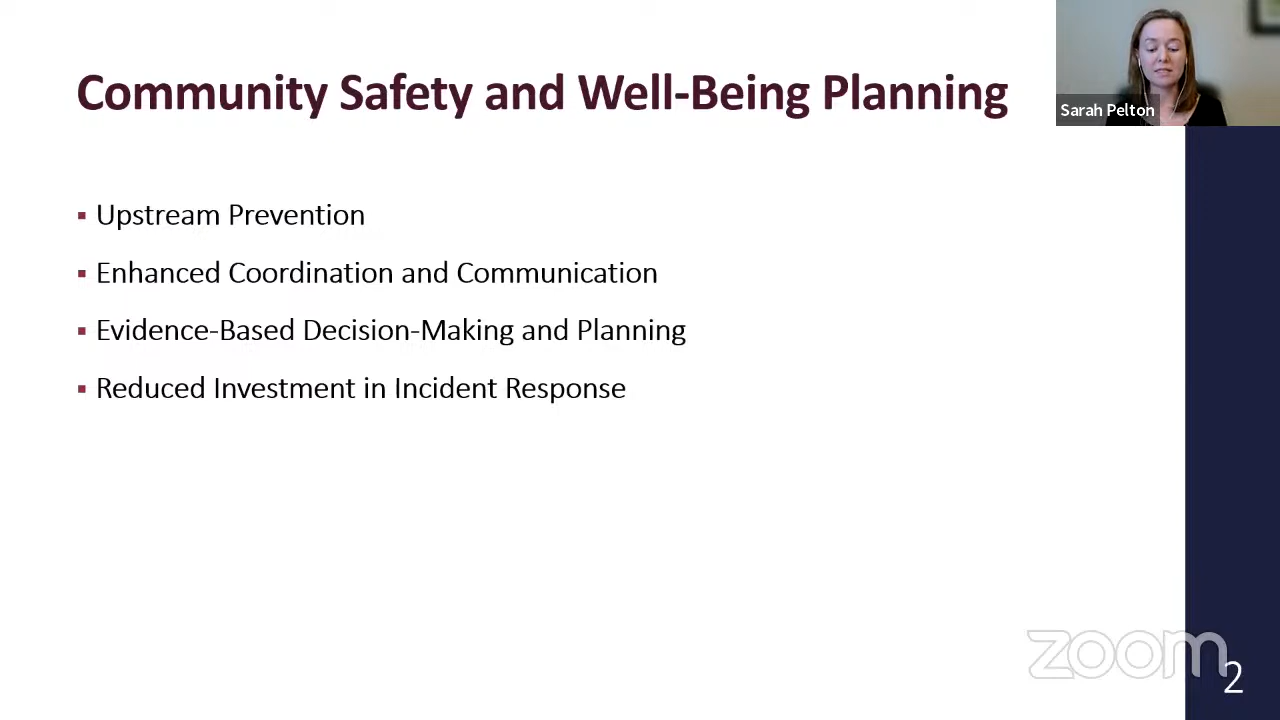 Community Safety and Well-Being Planning
Sarah Pelton
Upstream Prevention
Enhanced Coordination and Communication
Evidence-Based Decision-Making and Planning
Reduced Investment in Incident Response
zoom
2